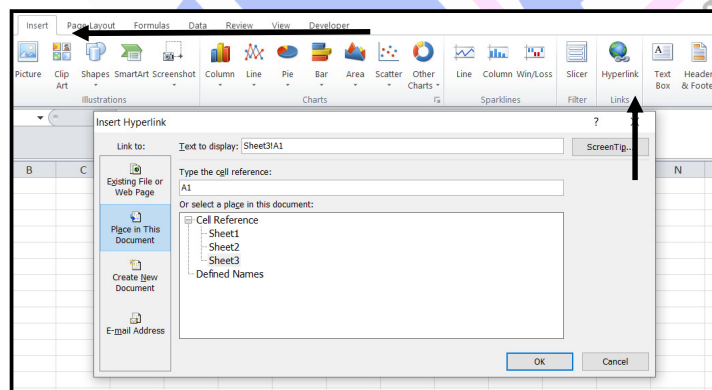 Insert Page Layout Formulas Data Review View Developer
Picture Clip Art Shapes SmartArt Screenshot Column Line Pie Bar Area Scatter Other Charts Line Column Win/Loss Slicer Hyperlink Text Box Header & Foote
Illustrations Charts Sparklines Filter Links
Insert Hyperlink ?
Link to: Text to display: Sheet3!A1 ScreenTip...
B C N
Existing File or Web Page
Type the cell reference:
A1
Or select a place in this document:
Place in This Document
Cell Reference
Sheet1
Sheet2
Sheet3
Defined Names
Create New Document
E-mail Address
OK Cancel